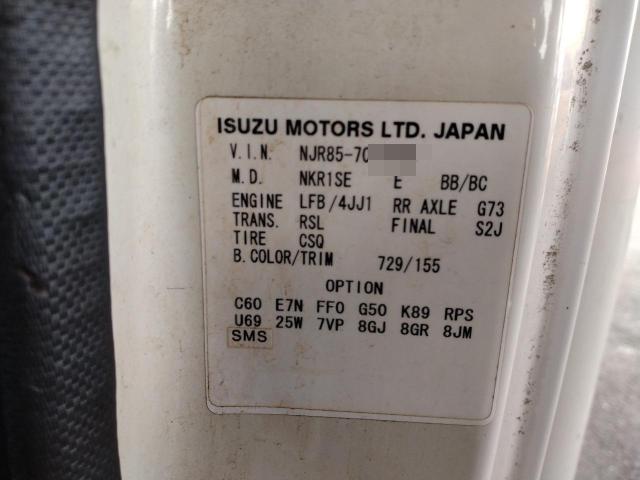 ISUZU MOTORS LTD. JAPAN
V.I.N. NJR85-70
M.D. NKR1SE E BB/BC
ENGINE LFB/4JJ1 RR AXLE G73
TRANS. RSL FINAL S2J
TIRE CSQ
B.COLOR/TRIM 729/155
OPTION
C60 E7N FF0 G50 K89 RPS
U69 25W 7VP 8GJ 8GR 8JM
SMS